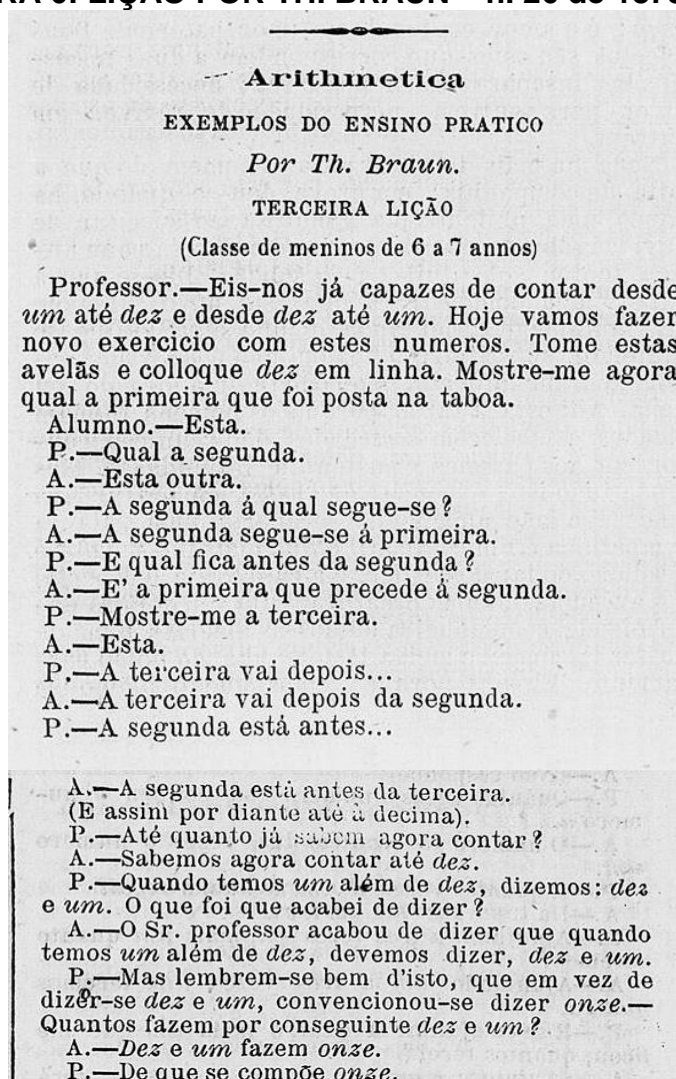 LIÇÕES POR TH. BRAUN
Arithmetica
EXEMPLOS DO ENSINO PRATICO
Por Th. Braun.
TERCEIRA LIÇÃO
(Classe de meninos de 6 a 7 annos)
Professor.—Eis-nos já capazes de contar desde
um até dez e desde dez até um. Hoje vamos fazer
novo exercicio com estes numeros. Tome estas
avelãs e colloque dez em linha. Mostre-me agora
qual a primeira que foi posta na taboa.
Alumno.—Esta.
P.—Qual a segunda.
A.—Esta outra.
P.—A segunda á qual segue-se?
A.—A segunda segue-se á primeira.
P.—E qual fica antes da segunda?
A.—E' a primeira que precede á segunda.
P.—Mostre-me a terceira.
A.—Esta.
P.—A terceira vai depois...
A.—A terceira vai depois da segunda.
P.—A segunda está antes...
A.—A segunda está antes da terceira.
(E assim por diante até à decima).
P.—Até quanto já sabem agora contar?
A.—Sabemos agora contar até dez.
P.—Quando temos um além de dez, dizemos: dez
e um. O que foi que acabei de dizer?
A.—O Sr. professor acabou de dizer que quando
temos um além de dez, devemos dizer, dez e um.
P.—Mas lembrem-se bem d'isto, que em vez de
dizer-se dez e um, convencionou-se dizer onze.—
Quantos fazem por conseguinte dez e um?
A.—Dez e um fazem onze.
P.—De que se compõe onze.